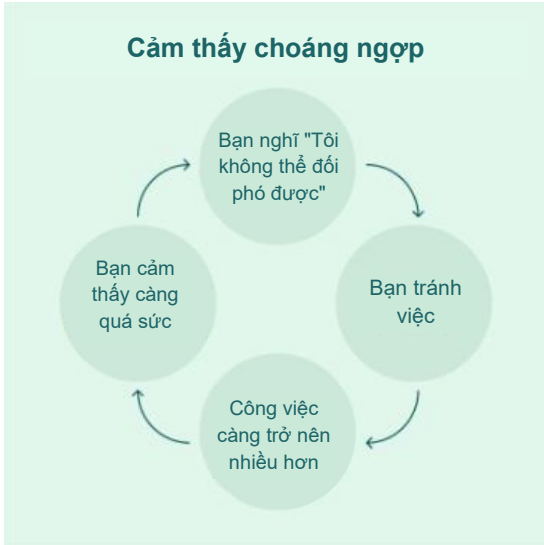 Cảm thấy choáng ngợp
Bạn nghĩ "Tôi
không thể đối
phó được"
Bạn tránh
việc
Công việc
càng trở nên
nhiều hơn
Bạn cảm
thấy càng
quá sức